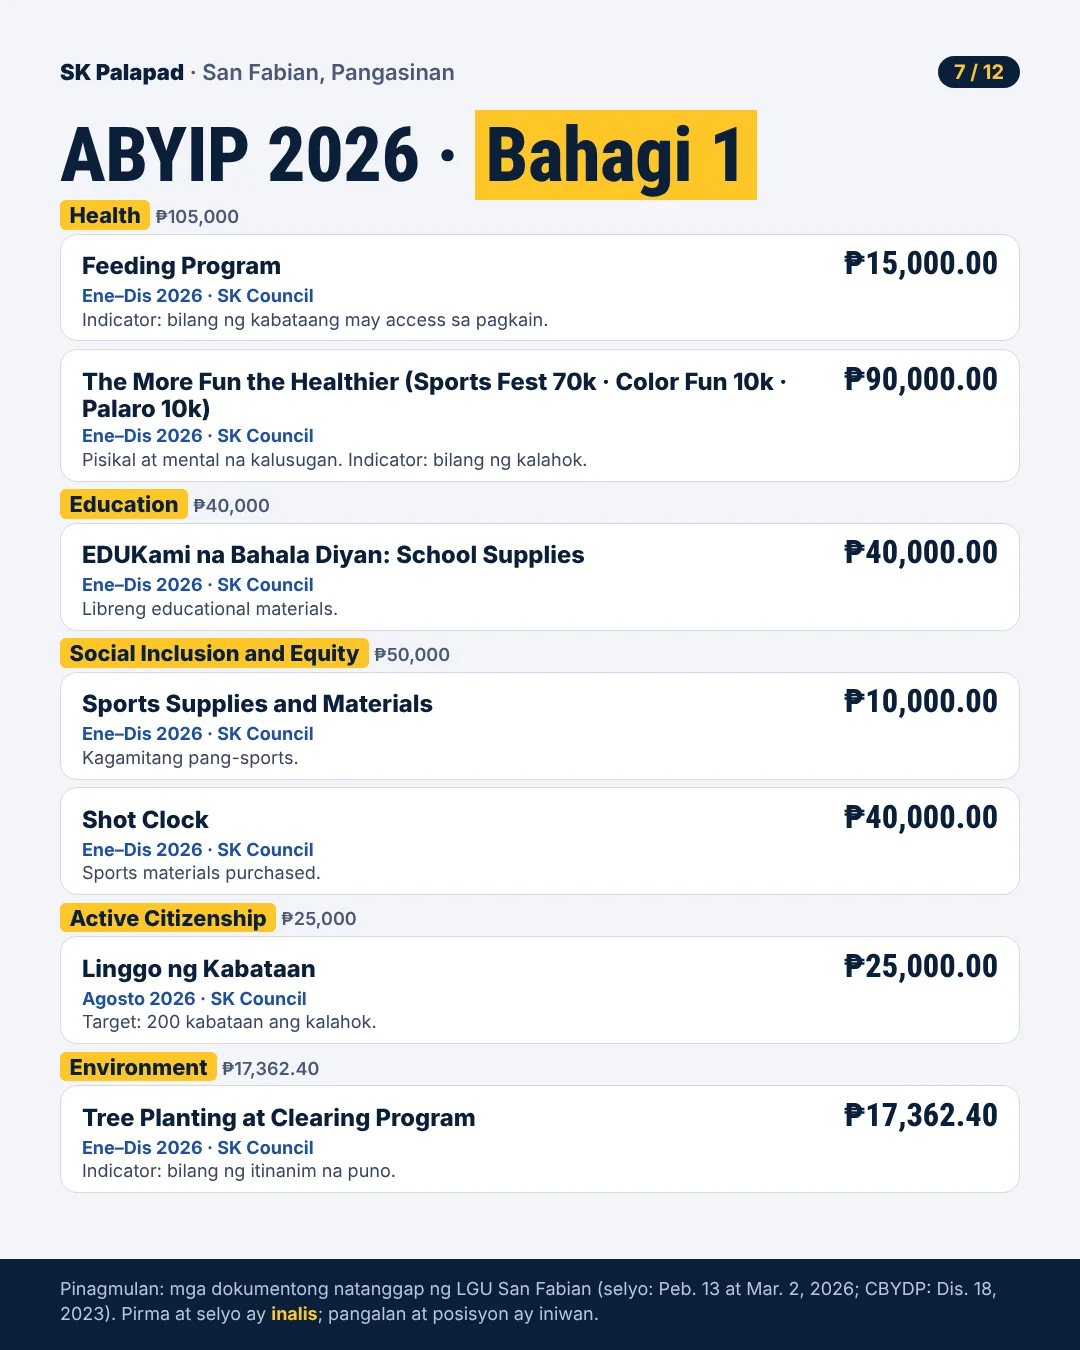 SK Palapad · San Fabian, Pangasinan
7 / 12
ABYIP 2026 · Bahagi 1
Health ₱105,000
Feeding Program ₱15,000.00
Ene–Dis 2026 · SK Council
Indicator: bilang ng kabataang may access sa pagkain.
The More Fun the Healthier (Sports Fest 70k · Color Fun 10k · ₱90,000.00
Palaro 10k)
Ene–Dis 2026 · SK Council
Pisikal at mental na kalusugan. Indicator: bilang ng kalahok.
Education ₱40,000
EDUKami na Bahala Diyan: School Supplies ₱40,000.00
Ene–Dis 2026 · SK Council
Libreng educational materials.
Social Inclusion and Equity ₱50,000
Sports Supplies and Materials ₱10,000.00
Ene–Dis 2026 · SK Council
Kagamitang pang-sports.
Shot Clock ₱40,000.00
Ene–Dis 2026 · SK Council
Sports materials purchased.
Active Citizenship ₱25,000
Linggo ng Kabataan ₱25,000.00
Agosto 2026 · SK Council
Target: 200 kabataan ang kalahok.
Environment ₱17,362.40
Tree Planting at Clearing Program ₱17,362.40
Ene–Dis 2026 · SK Council
Indicator: bilang ng itinanim na puno.
Pinagmulan: mga dokumentong natanggap ng LGU San Fabian (selyo: Peb. 13 at Mar. 2, 2026; CBYDP: Dis. 18,
2023). Pirma at selyo ay inalis; pangalan at posisyon ay iniwan.